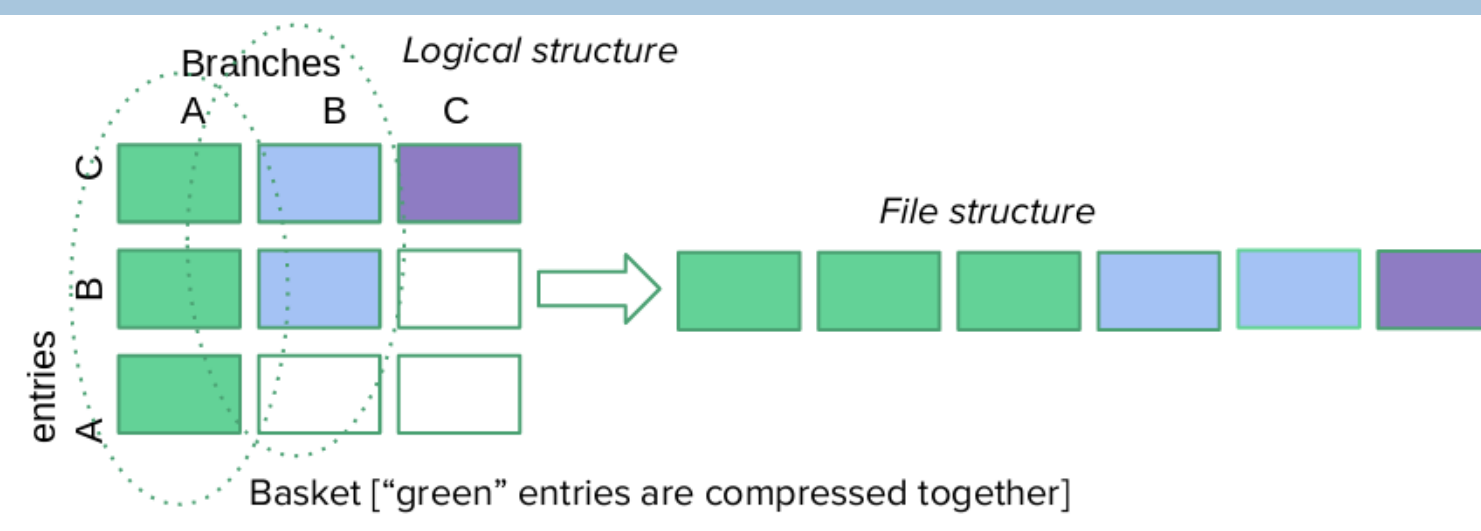 Branches
Logical structure
A B C
C
B
A
entries
File structure
Basket [“green” entries are compressed together]